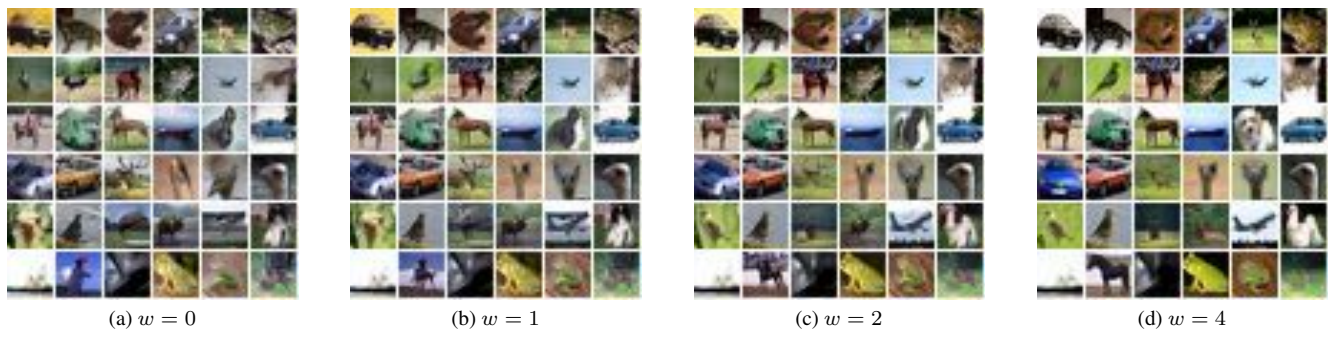 (a) w = 0
(b) w = 1
(c) w = 2
(d) w = 4